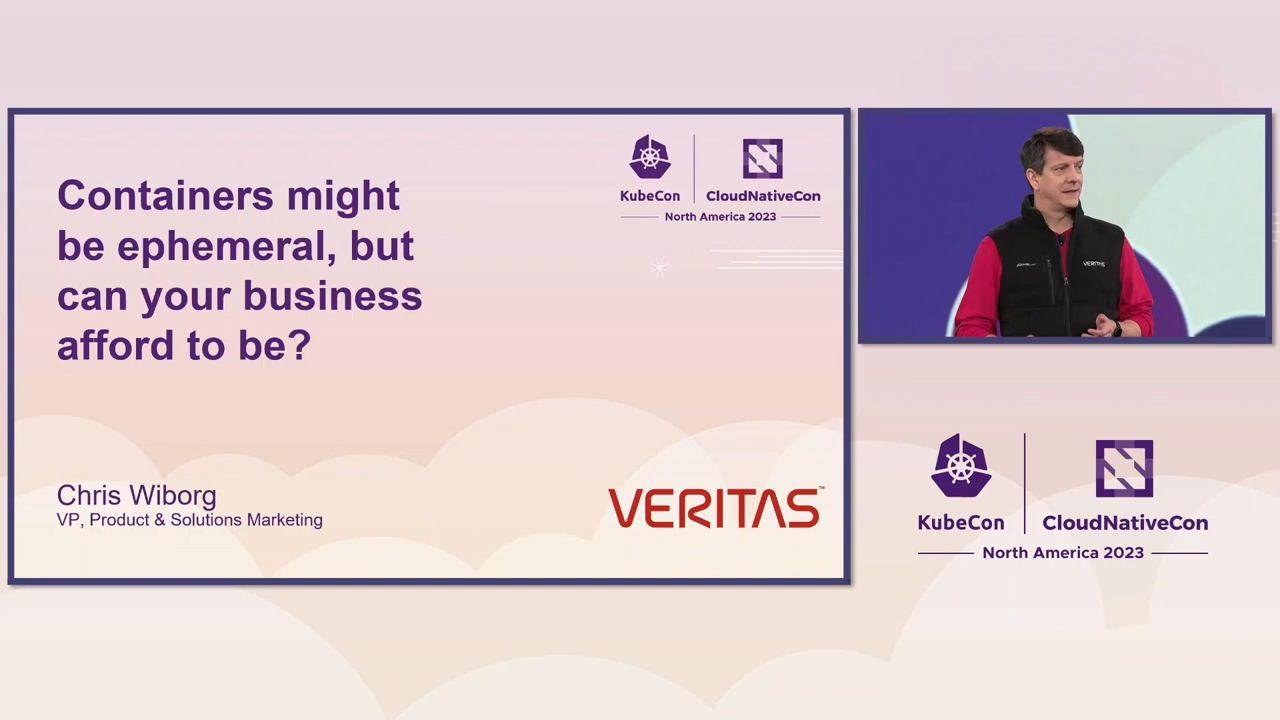 Containers might
be ephemeral, but
can your business
afford to be?
Chris Wiborg
VP, Product & Solutions Marketing
KubeCon
CloudNativeCon
North America 2023
VERITAS™
VERITAS
KubeCon
CloudNativeCon
North America 2023